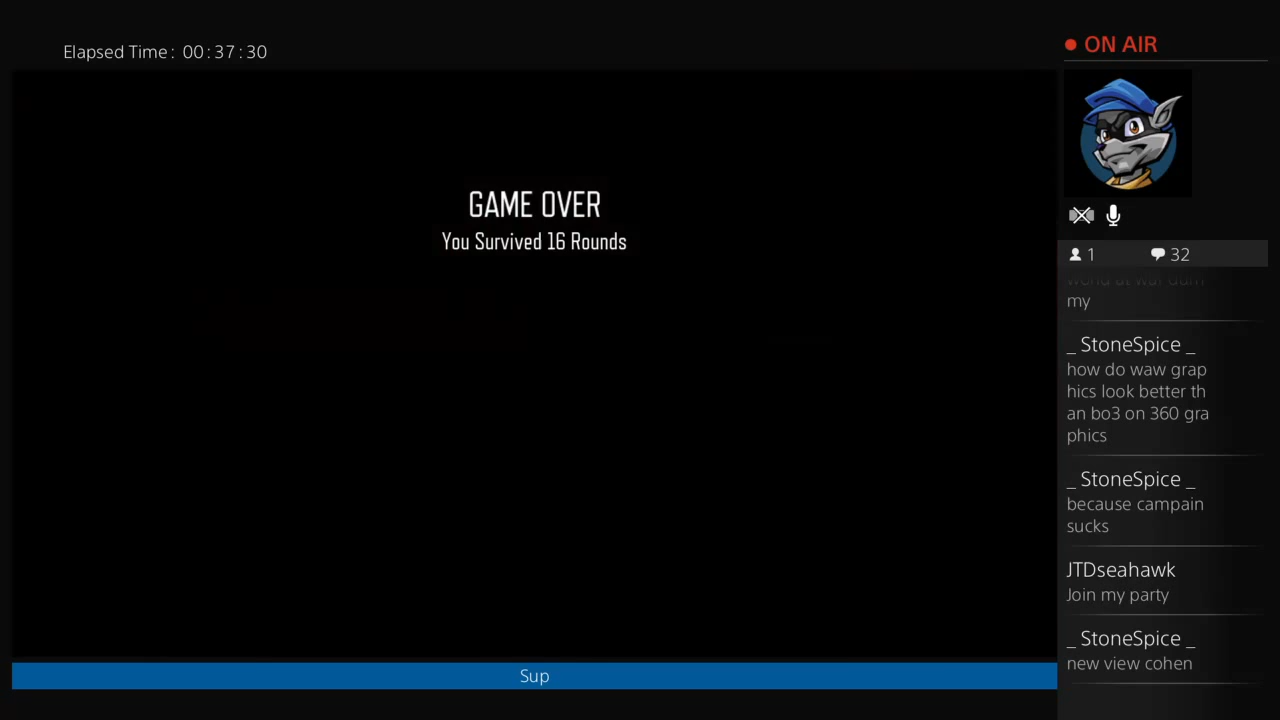 Elapsed Time: 00:37:30
ON AIR
GAME OVER
You Survived 16 Rounds
1 32
my
_ StoneSpice _
how do waw grap
hics look better th
an bo3 on 360 gra
phics
_ StoneSpice _
because campain
sucks
JTDseahawk
Join my party
_ StoneSpice _
new view cohen
Sup